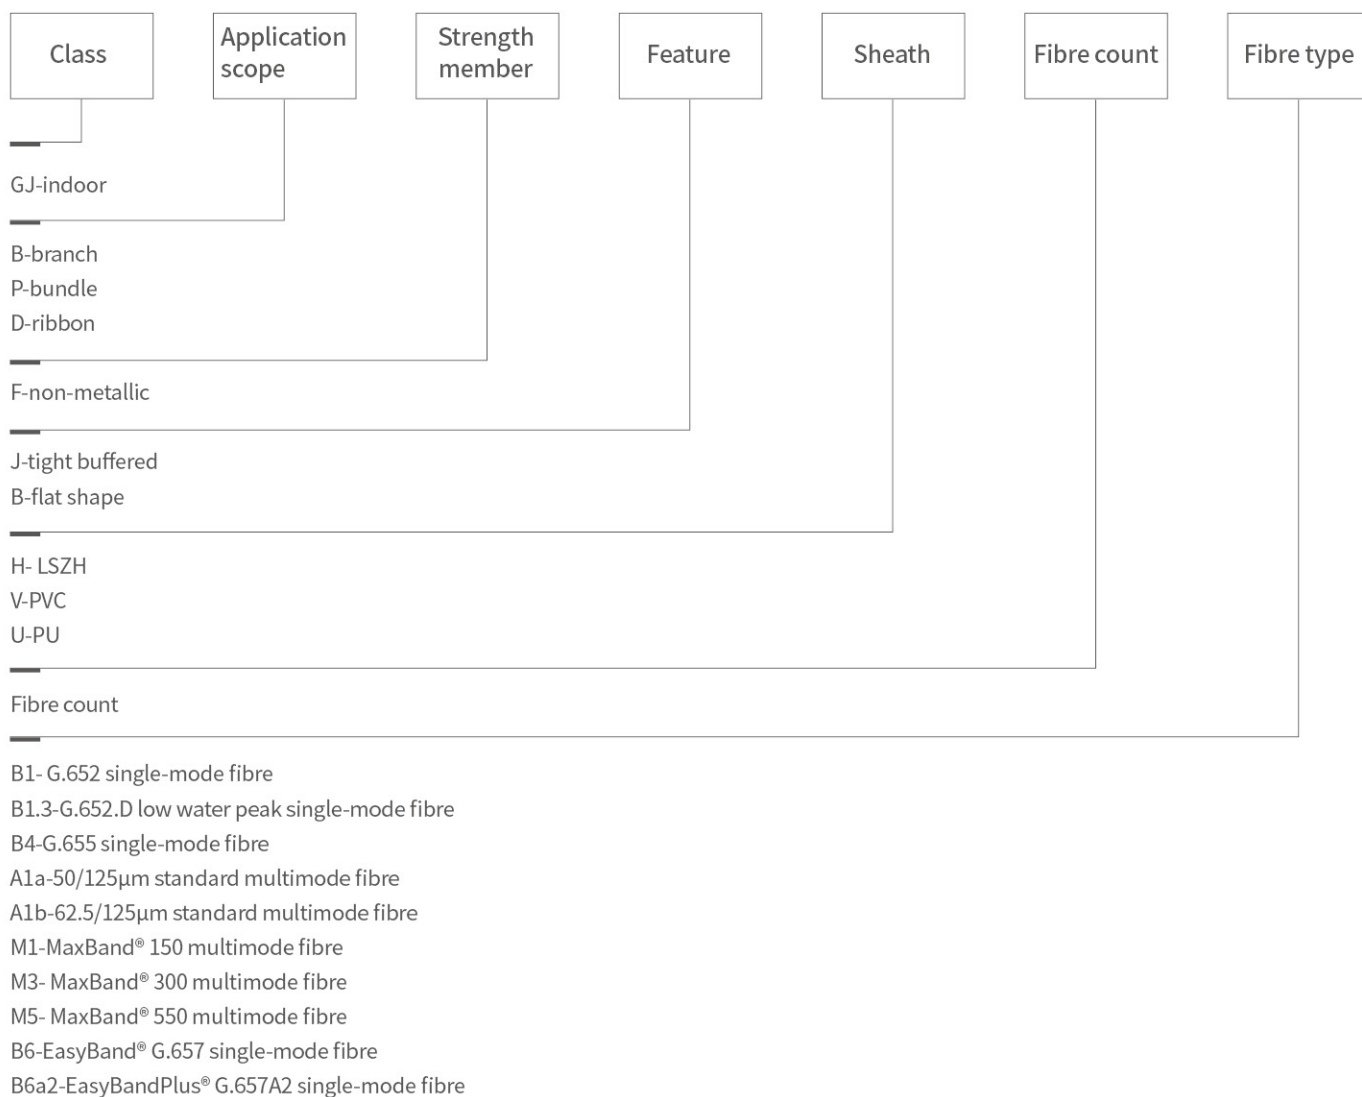 Class
Application
scope
Strength
member
Feature
Sheath
Fibre count
Fibre type
GJ-indoor
B-branch
P-bundle
D-ribbon
F-non-metallic
J-tight buffered
B-flat shape
H- LSZH
V-PVC
U-PU
Fibre count
B1- G.652 single-mode fibre
B1.3-G.652.D low water peak single-mode fibre
B4-G.655 single-mode fibre
A1a-50/125μm standard multimode fibre
A1b-62.5/125μm standard multimode fibre
M1-MaxBand® 150 multimode fibre
M3- MaxBand® 300 multimode fibre
M5- MaxBand® 550 multimode fibre
B6-EasyBand® G.657 single-mode fibre
B6a2-EasyBandPlus® G.657A2 single-mode fibre